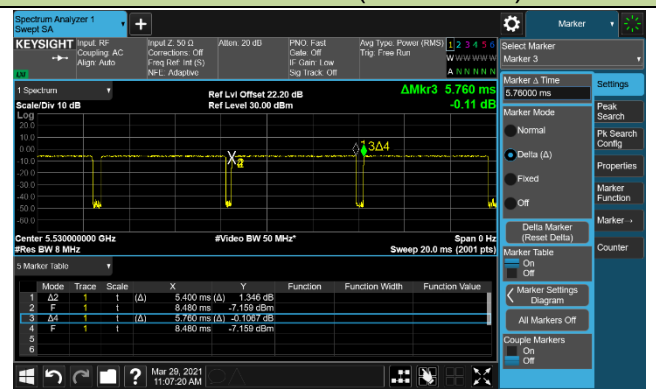 Spectrum Analyzer 1
Swept SA
+
Marker
KEYSIGHT
Input: RF
Coupling: AC
Align: Auto
Input Z: 50 Ω
Corrections: Off
Freq Ref: Int (S)
NFE: Adaptive
Atten: 20 dB
PNO: Fast
Gate: Off
IF Gain: Low
Sig Track: Off
Avg Type: Power (RMS)
Trig: Free Run
1 2 3 4 5 6
W W W W W W
A N N N N N
Select Marker
Marker 3
1 Spectrum
Scale/Div 10 dB
Ref Lvl Offset 22.20 dB
Ref Level 30.00 dBm
ΔMkr3 5.760 ms
-0.11 dB
Log
20.0
10.0
0.00
-10.0
-20.0
-30.0
-40.0
-50.0
-60.0
3Δ4
Center 5.530000000 GHz
#Res BW 8 MHz
#Video BW 50 MHz*
Span 0 Hz
Sweep 20.0 ms (2001 pts)
5 Marker Table
Mode Trace Scale X Y Function Function Width Function Value
1 Δ2 1 t (Δ) 5.400 ms (Δ) 1.346 dB
2 F 1 t 8.480 ms -7.159 dBm
3 Δ4 1 t (Δ) 5.760 ms (Δ) -0.1067 dB
4 F 1 t 8.480 ms -7.159 dBm
5
6
Marker Δ Time
5.76000 ms
Marker Mode
Normal
Delta (Δ)
Fixed
Off
Delta Marker
(Reset Delta)
Marker Table
On
Off
Marker Settings
Diagram
All Markers Off
Couple Markers
On
Off
Settings
Peak
Search
Pk Search
Config
Properties
Marker
Function
Marker→
Counter
?
Mar 29, 2021
11:07:20 AM